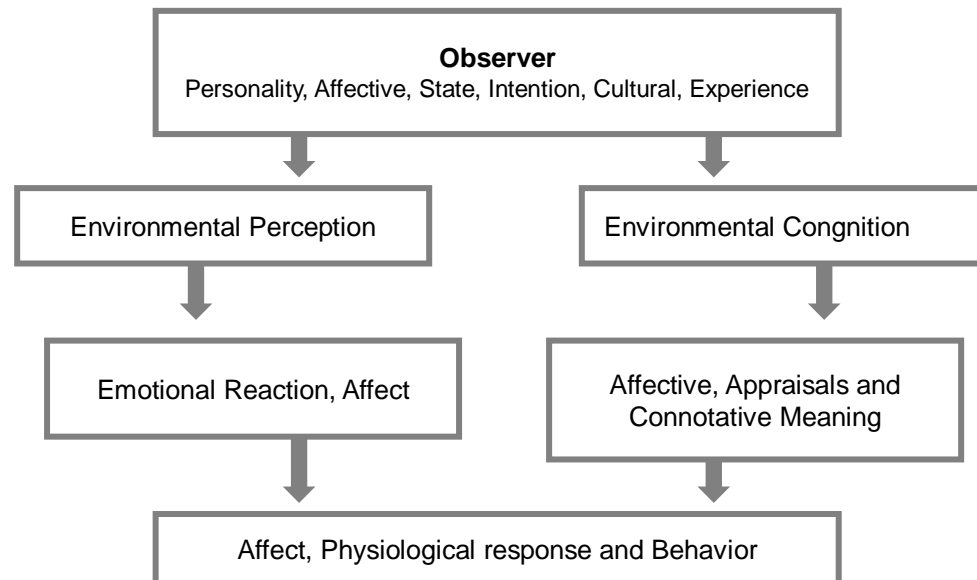 Observer
Personality, Affective, State, Intention, Cultural, Experience
Environmental Perception
Environmental Congnition
Emotional Reaction, Affect
Affective, Appraisals and
Connotative Meaning
Affect, Physiological response and Behavior